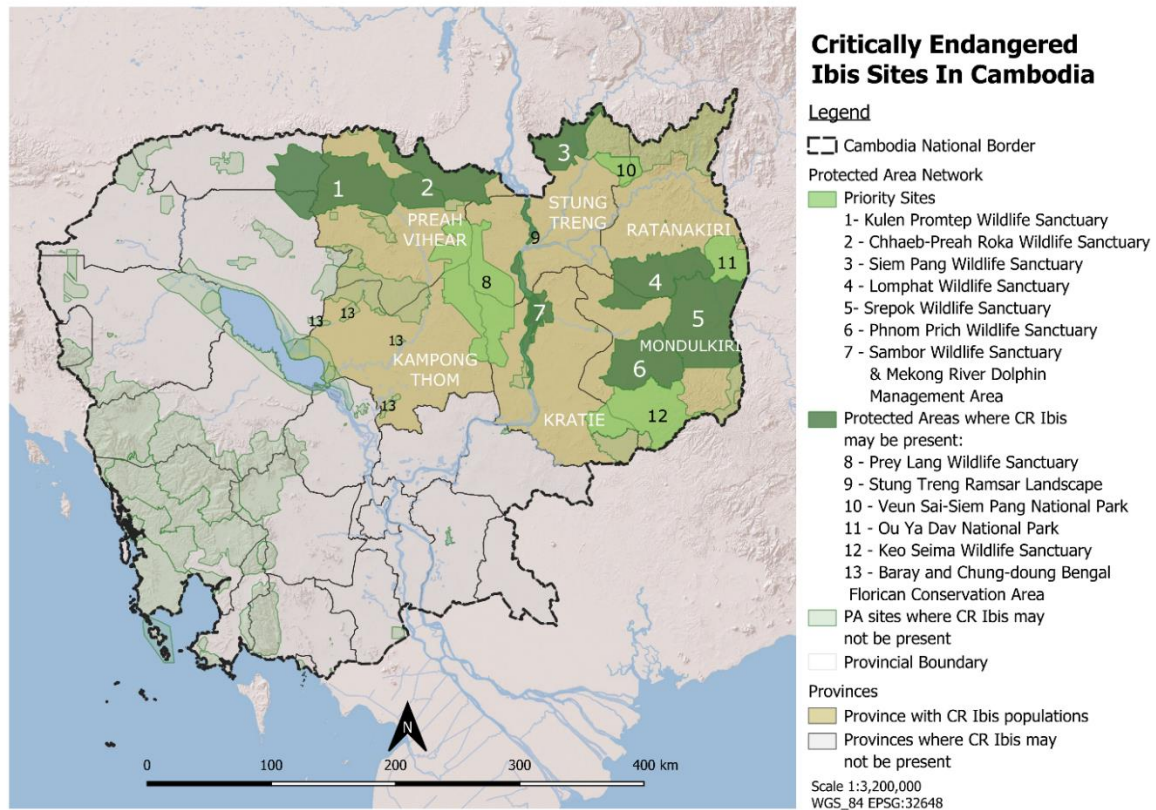 Critically Endangered
Ibis Sites In Cambodia
Legend
Cambodia National Border
Protected Area Network
Priority Sites
1- Kulen Promtep Wildlife Sanctuary
2 - Chhaeb-Preah Roka Wildlife Sanctuary
3 - Siem Pang Wildlife Sanctuary
4 - Lomphat Wildlife Sanctuary
5- Srepok Wildlife Sanctuary
6 - Phnom Prich Wildlife Sanctuary
7 - Sambor Wildlife Sanctuary
& Mekong River Dolphin
Management Area
Protected Areas where CR Ibis
may be present:
8 - Prey Lang Wildlife Sanctuary
9 - Stung Treng Ramsar Landscape
10 - Veun Sai-Siem Pang National Park
11 - Ou Ya Dav National Park
12 - Keo Seima Wildlife Sanctuary
13 - Baray and Chung-doung Bengal
Florican Conservation Area
PA sites where CR Ibis may
not be present
Provincial Boundary
Provinces
Province with CR Ibis populations
Provinces where CR Ibis may
not be present
Scale 1:3,200,000
WGS_84 EPSG:32648
3
10
1
2
STUNG
TRENG
PREAH
VIHEAR
9
RATANAKIRI
11
8
4
7
5
13
13
13
MONDULKIRI
KAMPONG
THOM
6
13
KRATIE
12
N
0 100 200 300 400 km